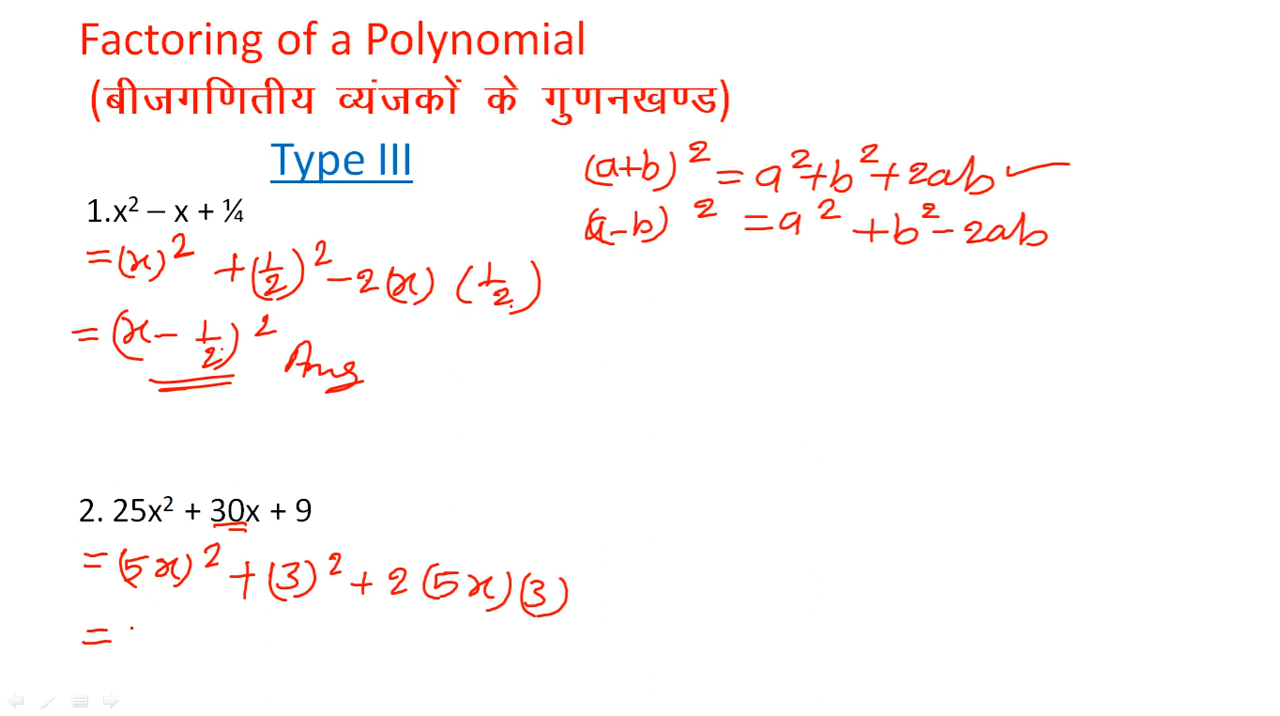 Factoring of a Polynomial
(बीजगणितीय व्यंजकों के गुणनखण्ड)
Type III
(a+b)² = a²+b²+2ab ✓
(a-b)² = a² + b² - 2ab
1.x² – x + ¼
= (x)² + (1/2)² - 2(x) (1/2)
= (x - 1/2)² Ans
2. 25x² + 30x + 9
= (5x)² + (3)² + 2 (5x)(3)
=